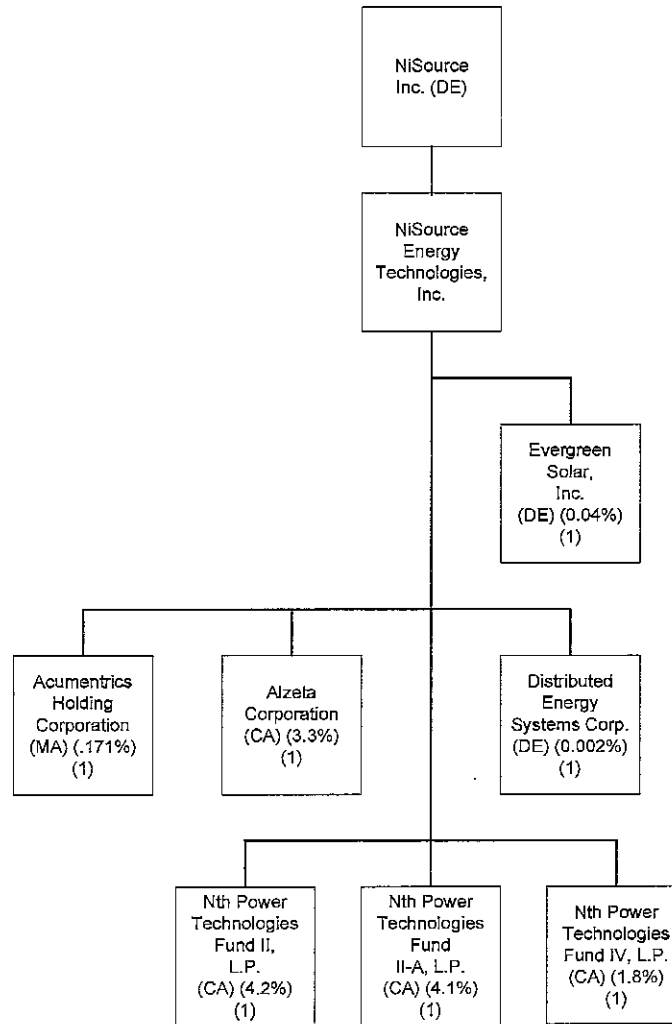 NiSource
Inc. (DE)
NiSource
Energy
Technologies,
Inc.
Evergreen
Solar,
Inc.
(DE) (0.04%)
(1)
Acumentrics
Holding
Corporation
(MA) (.171%)
(1)
Alzeta
Corporation
(CA) (3.3%)
(1)
Distributed
Energy
Systems Corp.
(DE) (0.002%)
(1)
Nth Power
Technologies
Fund II,
L.P.
(CA) (4.2%)
(1)
Nth Power
Technologies
Fund
II-A, L.P.
(CA) (4.1%)
(1)
Nth Power
Technologies
Fund IV, L.P.
(CA) (1.8%)
(1)